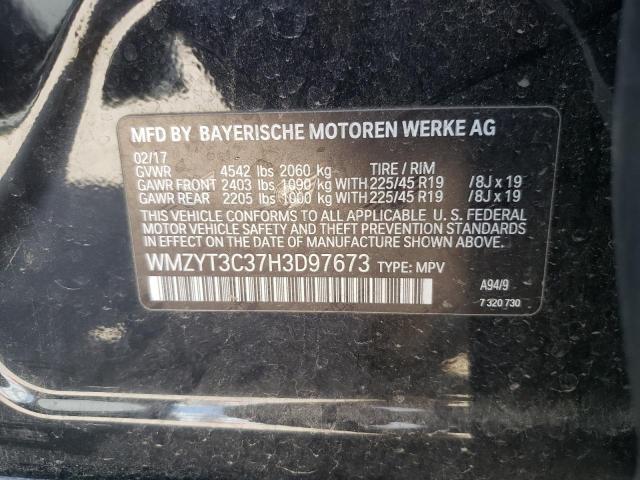 MFD BY BAYERISCHE MOTOREN WERKE AG
02/17
GVWR 4542 lbs 2060 kg TIRE / RIM
GAWR FRONT 2403 lbs 1090 kg WITH 225/45 R19 /8J x 19
GAWR REAR 2205 lbs 1000 kg WITH 225/45 R19 /8J x 19
THIS VEHICLE CONFORMS TO ALL APPLICABLE U. S. FEDERAL
MOTOR VEHICLE SAFETY AND THEFT PREVENTION STANDARDS
IN EFFECT ON THE DATE OF MANUFACTURE SHOWN ABOVE.
WMZYT3C37H3D97673 TYPE: MPV
A94/9
7 320 730